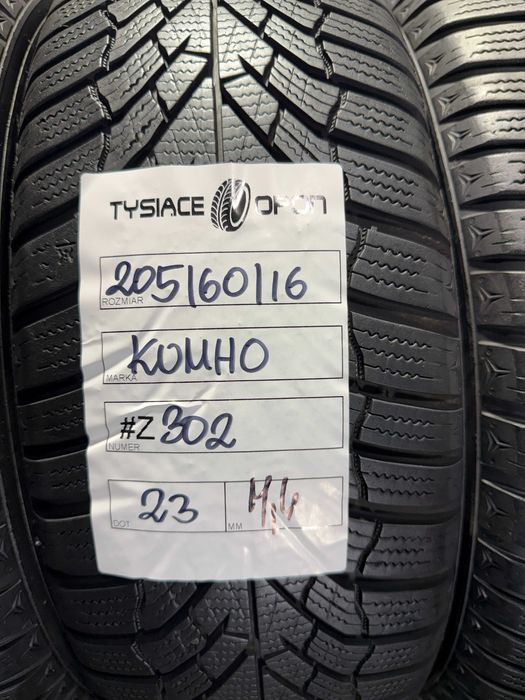 TYSIACE OPON
205/60/16
ROZMIAR
KUMHO
MARKA
#Z 302
NUMER
23
DOT
MM